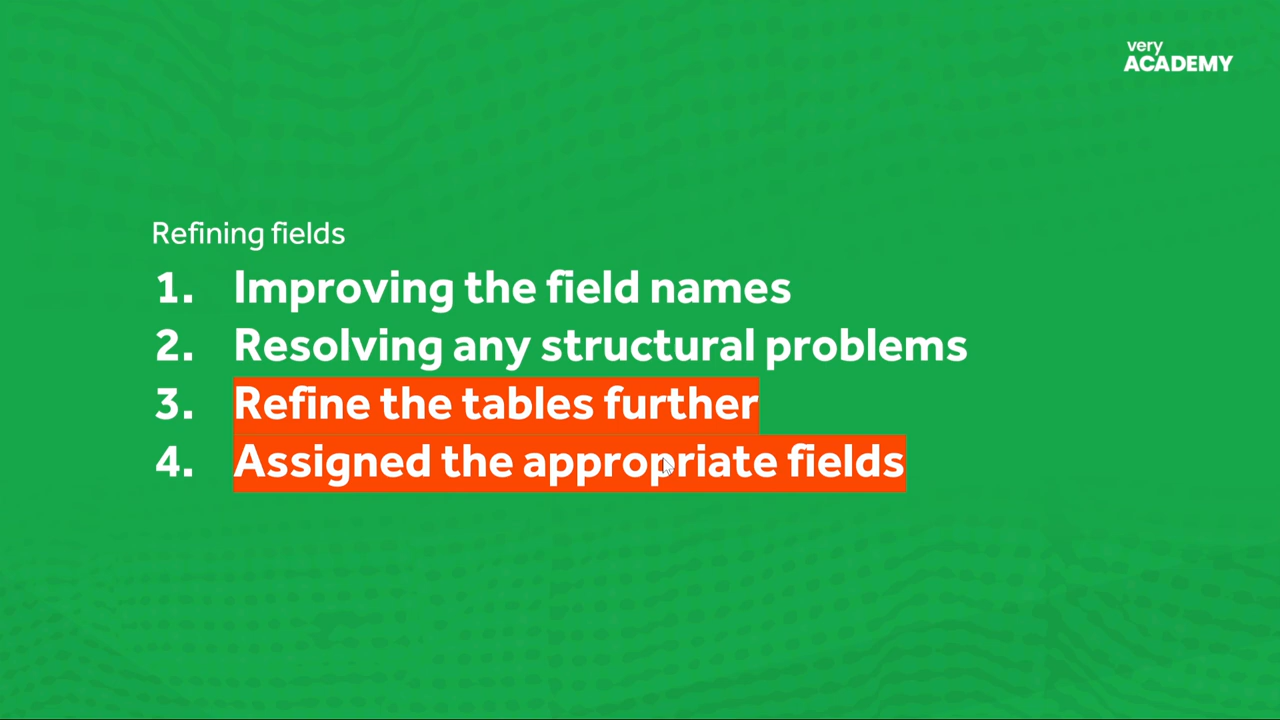 very
ACADEMY
Refining fields
1. Improving the field names
2. Resolving any structural problems
3. Refine the tables further
4. Assigned the appropriate fields